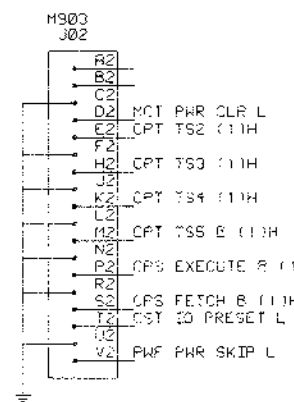 M903
J02
A2
B2
C2
D2 MCT PWR CLR L
E2 CPT TS2 (1)H
F2
H2 CPT TS3 (1)H
J2
K2 CPT TS4 (1)H
L2
M2 CPT TS5 B (1)H
N2
P2 CPS EXECUTE B (1
R2
S2 CPS FETCH B (1)H
T2 CST IO PRESET L
U2
V2 PWF PWR SKIP L